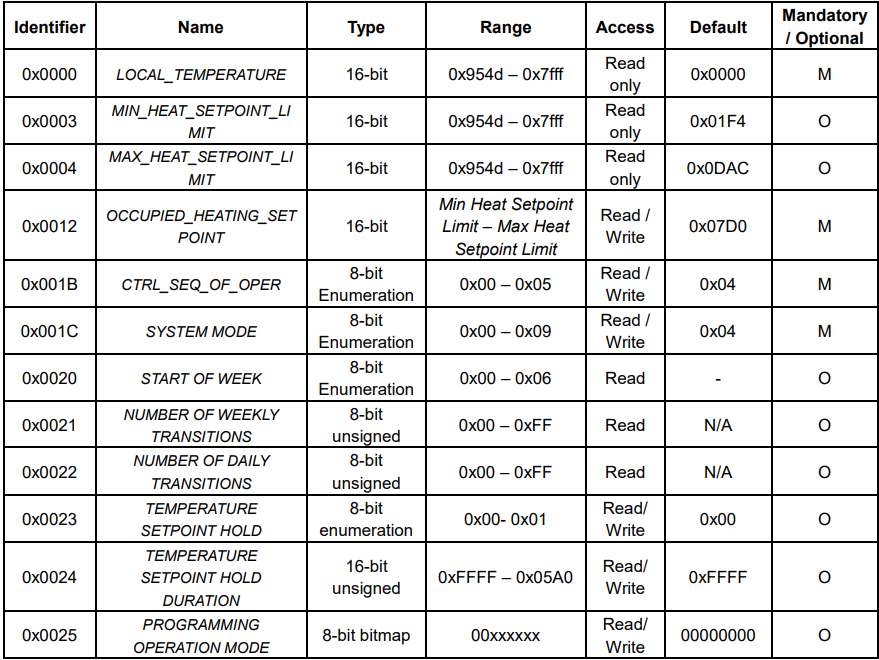 Identifier Name Type Range Access Default Mandatory
/ Optional
0x0000 LOCAL_TEMPERATURE 16-bit 0x954d – 0x7fff Read
only 0x0000 M
0x0003 MIN_HEAT_SETPOINT_LI
MIT 16-bit 0x954d – 0x7fff Read
only 0x01F4 O
0x0004 MAX_HEAT_SETPOINT_LI
MIT 16-bit 0x954d – 0x7fff Read
only 0x0DAC O
0x0012 OCCUPIED_HEATING_SET
POINT 16-bit Min Heat Setpoint
Limit – Max Heat
Setpoint Limit Read /
Write 0x07D0 M
0x001B CTRL_SEQ_OF_OPER 8-bit
Enumeration 0x00 – 0x05 Read /
Write 0x04 M
0x001C SYSTEM MODE 8-bit
Enumeration 0x00 – 0x09 Read /
Write 0x04 M
0x0020 START OF WEEK 8-bit
Enumeration 0x00 – 0x06 Read - O
0x0021 NUMBER OF WEEKLY
TRANSITIONS 8-bit
unsigned 0x00 – 0xFF Read N/A O
0x0022 NUMBER OF DAILY
TRANSITIONS 8-bit
unsigned 0x00 – 0xFF Read N/A O
0x0023 TEMPERATURE
SETPOINT HOLD 8-bit
enumeration 0x00- 0x01 Read/
Write 0x00 O
0x0024 TEMPERATURE
SETPOINT HOLD
DURATION 16-bit
unsigned 0xFFFF – 0x05A0 Read/
Write 0xFFFF O
0x0025 PROGRAMMING
OPERATION MODE 8-bit bitmap 00xxxxxx Read/
Write 00000000 O